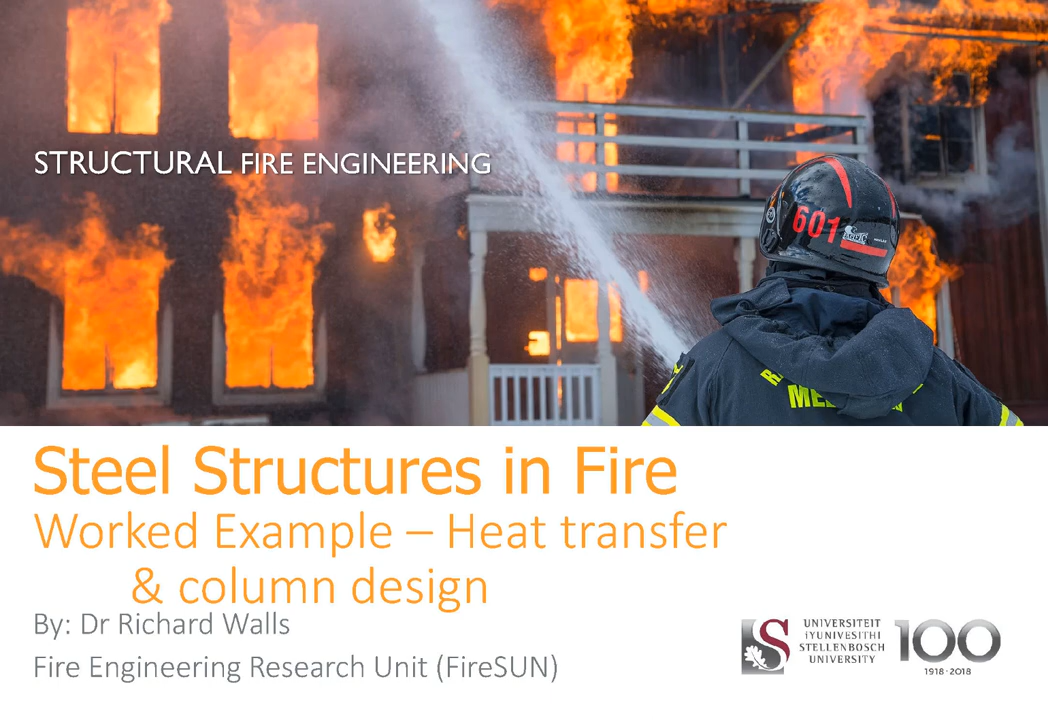 STRUCTURAL FIRE ENGINEERING
601
Steel Structures in Fire
Worked Example – Heat transfer
& column design
By: Dr Richard Walls
Fire Engineering Research Unit (FireSUN)
UNIVERSITEIT
iYUNIVESITHI
STELLENBOSCH
UNIVERSITY
100
1918 · 2018